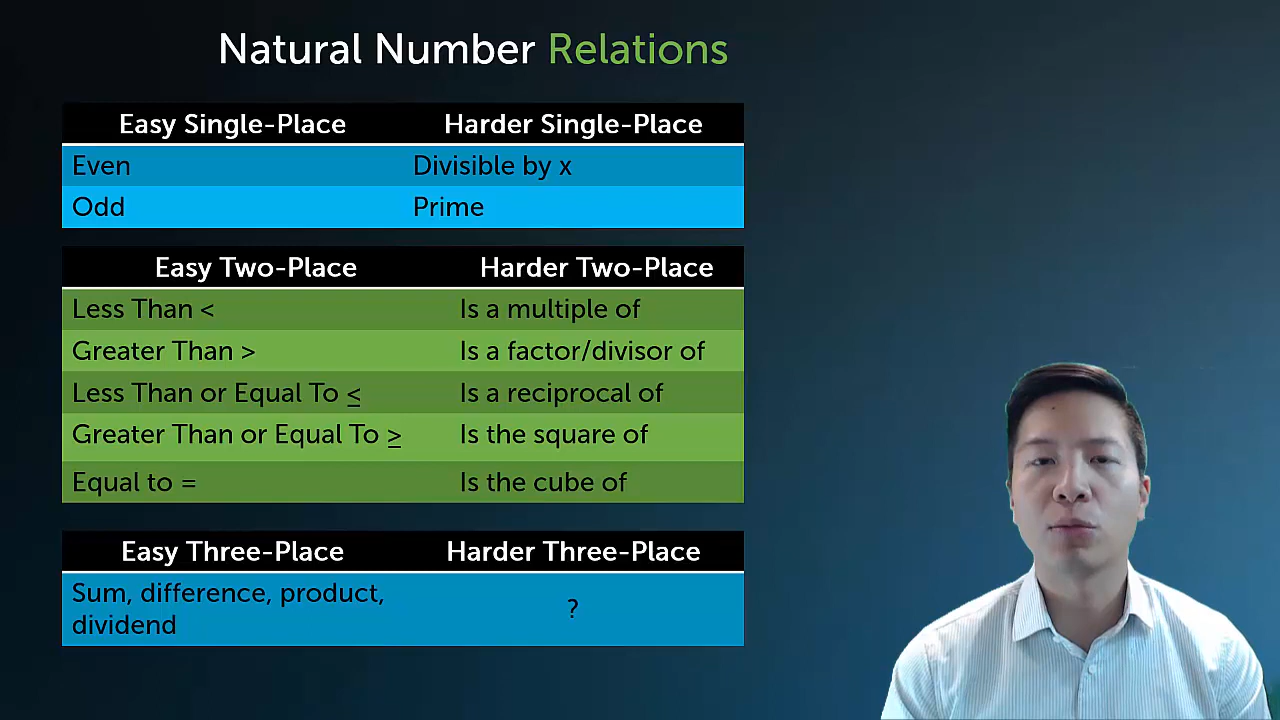 Natural Number Relations
Easy Single-Place Harder Single-Place
Even Divisible by x
Odd Prime
Easy Two-Place Harder Two-Place
Less Than < Is a multiple of
Greater Than > Is a factor/divisor of
Less Than or Equal To ≤ Is a reciprocal of
Greater Than or Equal To ≥ Is the square of
Equal to = Is the cube of
Easy Three-Place Harder Three-Place
Sum, difference, product,
dividend
?